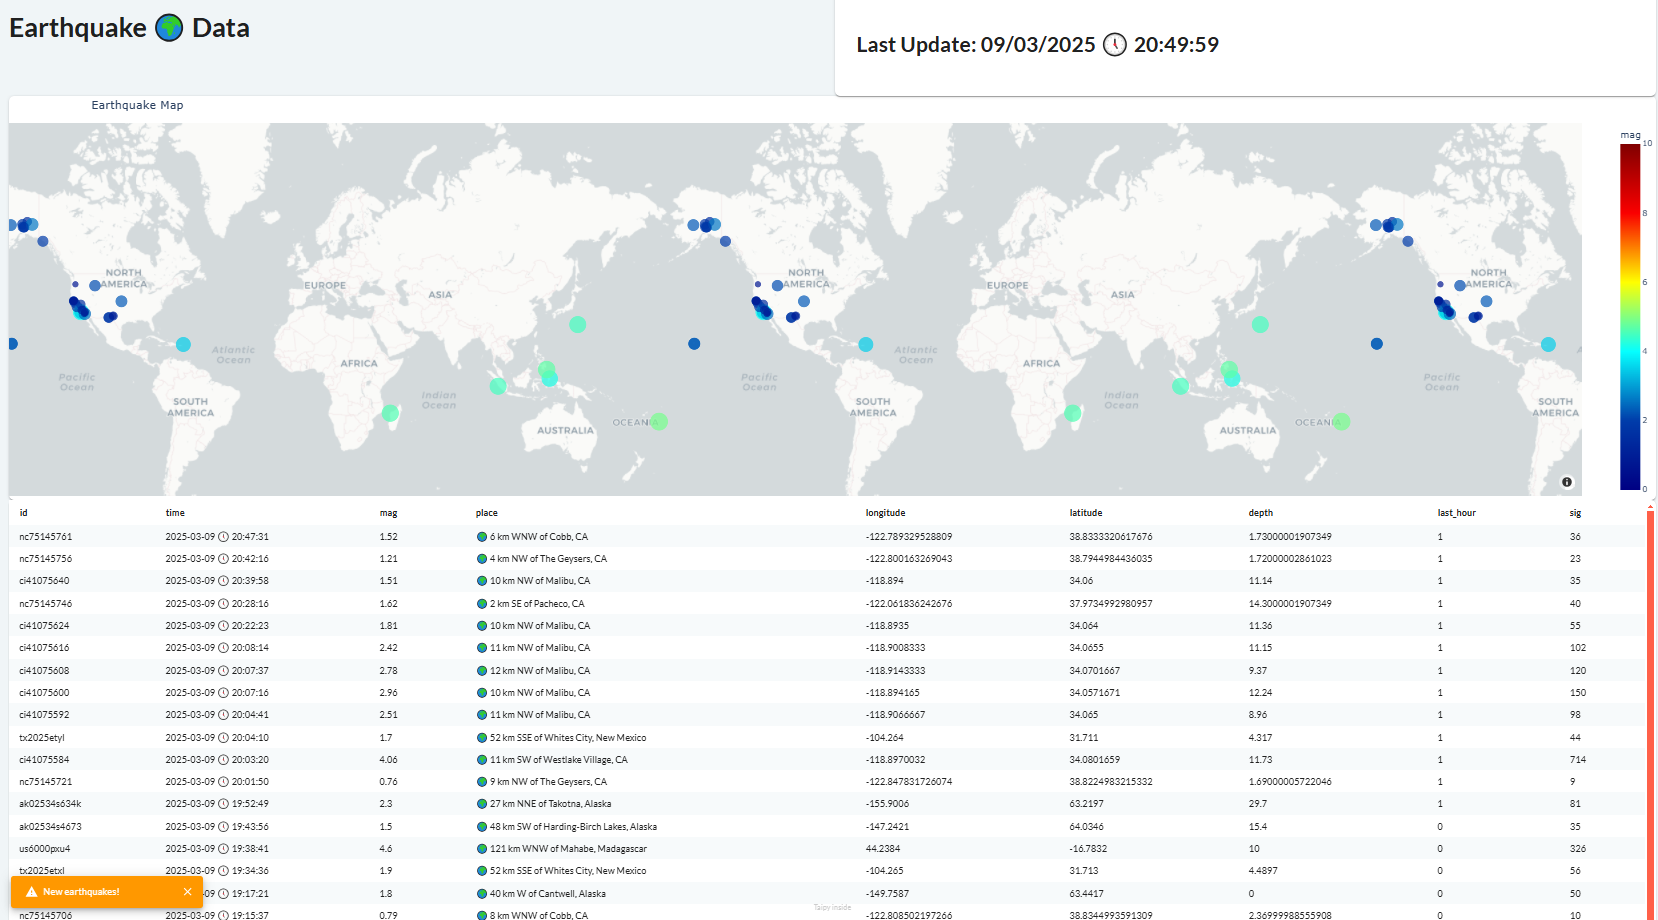 Earthquake 🌍 Data
Last Update: 09/03/2025 🕔 20:49:59
Earthquake Map
mag
10
8
6
4
2
0
NORTH AMERICA
EUROPE
ASIA
NORTH AMERICA
EUROPE
ASIA
NORTH AMERICA
Atlantic Ocean
AFRICA
Atlantic Ocean
AFRICA
A
Pacific Ocean
SOUTH AMERICA
Indian Ocean
AUSTRALIA
OCEANIA
Pacific Ocean
SOUTH AMERICA
Indian Ocean
AUSTRALIA
OCEANIA
Pacific Ocean
SOUTH AMERICA
id time mag place longitude latitude depth last_hour sig
nc75145761 2025-03-09 🕔 20:47:31 1.52 🌍 6 km WNW of Cobb, CA -122.789329528809 38.8333320617676 1.73000001907349 1 36
nc75145756 2025-03-09 🕔 20:42:16 1.21 🌍 4 km NW of The Geysers, CA -122.800163269043 38.7944984436035 1.72000002861023 1 23
ci41075640 2025-03-09 🕔 20:39:58 1.51 🌍 10 km NW of Malibu, CA -118.894 34.06 11.14 1 35
nc75145746 2025-03-09 🕔 20:28:16 1.62 🌍 2 km SE of Pacheco, CA -122.061836242676 37.9734992980957 14.3000001907349 1 40
ci41075624 2025-03-09 🕔 20:22:23 1.81 🌍 10 km NW of Malibu, CA -118.8935 34.064 11.36 1 55
ci41075616 2025-03-09 🕔 20:08:14 2.42 🌍 11 km NW of Malibu, CA -118.9008333 34.0655 11.15 1 102
ci41075608 2025-03-09 🕔 20:07:37 2.78 🌍 12 km NW of Malibu, CA -118.9143333 34.0701667 9.37 1 120
ci41075600 2025-03-09 🕔 20:07:16 2.96 🌍 10 km NW of Malibu, CA -118.894165 34.0571671 12.24 1 150
ci41075592 2025-03-09 🕔 20:04:41 2.51 🌍 11 km NW of Malibu, CA -118.9066667 34.065 8.96 1 98
tx2025etyl 2025-03-09 🕔 20:04:10 1.7 🌍 52 km SSE of Whites City, New Mexico -104.264 31.711 4.317 1 44
ci41075584 2025-03-09 🕔 20:03:20 4.06 🌍 11 km SW of Westlake Village, CA -118.8970032 34.0801659 11.73 1 714
nc75145721 2025-03-09 🕔 20:01:50 0.76 🌍 9 km NW of The Geysers, CA -122.847831726074 38.8224983215332 1.69000005722046 1 9
ak02534s634k 2025-03-09 🕔 19:52:49 2.3 🌍 27 km NNE of Takotna, Alaska -155.9006 63.2197 29.7 1 81
ak02534s4673 2025-03-09 🕔 19:43:56 1.5 🌍 48 km SW of Harding-Birch Lakes, Alaska -147.2421 64.0346 15.4 0 35
us6000pxu4 2025-03-09 🕔 19:38:41 4.6 🌍 121 km WNW of Mahabe, Madagascar 44.2384 -16.7832 10 0 326
tx2025etxl 2025-03-09 🕔 19:34:36 1.9 🌍 52 km SSE of Whites City, New Mexico -104.265 31.713 4.4897 0 56
New earthquakes! -09 🕔 19:17:21 1.8 🌍 40 km W of Cantwell, Alaska -149.7587 63.4417 0 0 50
Taipy inside
nc75145706 2025-03-09 🕔 19:15:37 0.79 🌍 8 km WNW of Cobb, CA -122.808502197266 38.8344993591309 2.36999988555908 0 10